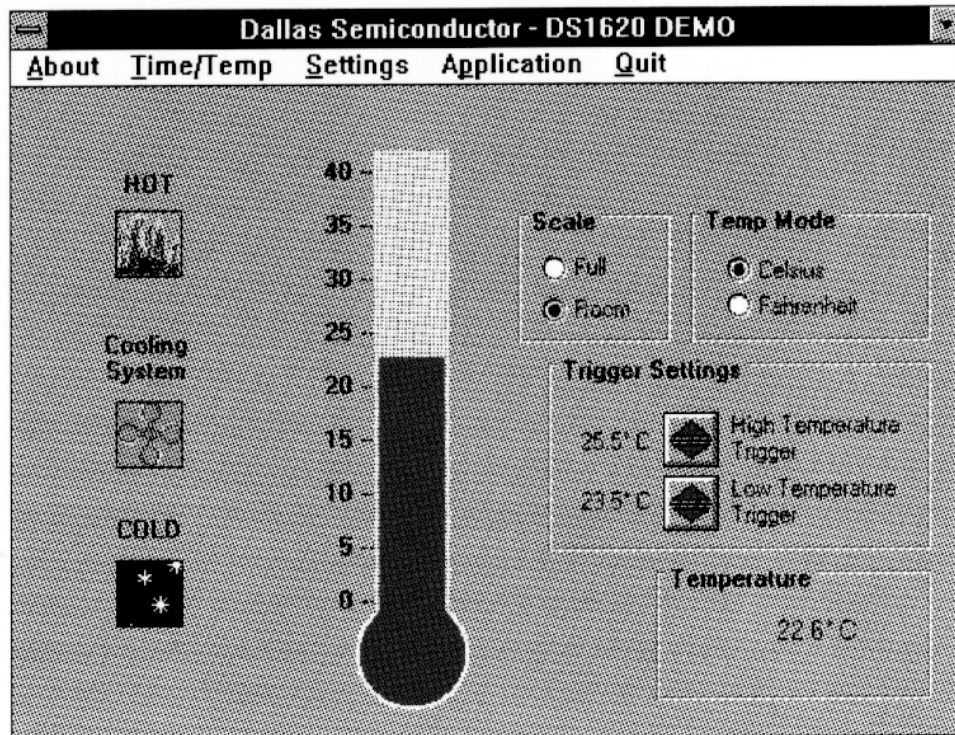 Dallas Semiconductor - DS1620 DEMO
About Time/Temp Settings Application Quit
HOT
Cooling
System
COLD
40
35
30
25
20
15
10
5
0
Scale
Full
Room
Temp Mode
Celsius
Fahrenheit
Trigger Settings
25.5° C
High Temperature
Trigger
23.5° C
Low Temperature
Trigger
Temperature
22.6° C